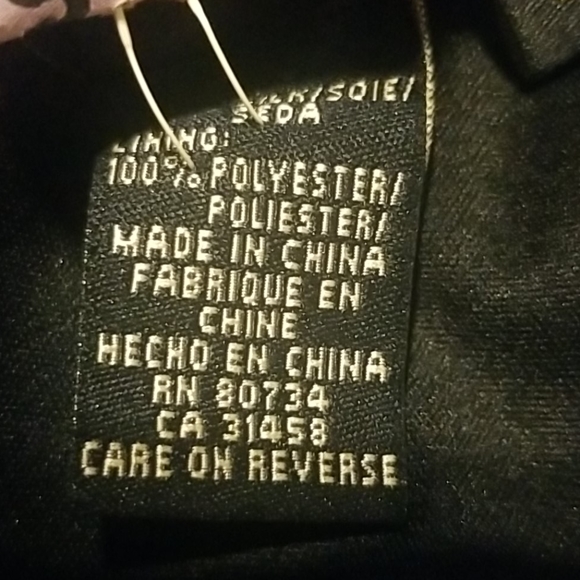 SOIE/
SEDA
LINING:
100% POLYESTER/
POLIESTER/
MADE IN CHINA
FABRIQUE EN
CHINE
HECHO EN CHINA
RN 80734
CA 31458
CARE ON REVERSE